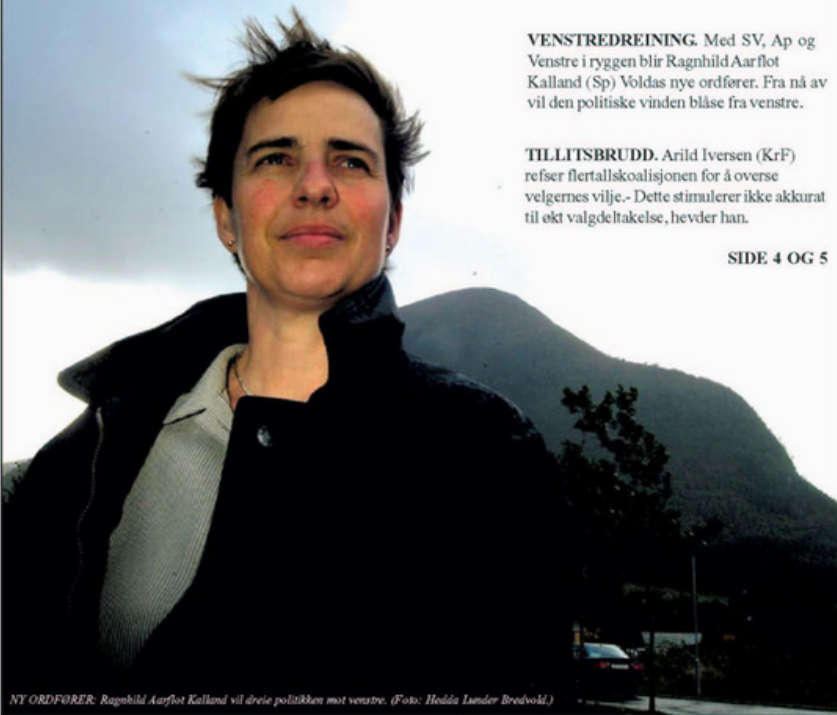 VENSTREDREINING. Med SV, Ap og
Venstre i ryggen blir Ragnhild Aarflot
Kalland (Sp) Voldas nye ordfører. Fra nå av
vil den politiske vinden blåse fra venstre.
TILLITSBRUDD. Arild Iversen (KrF)
refser flertallskoalisjonen for å overse
velgernes vilje.- Dette stimulerer ikke akkurat
til økt valgdeltakelse, hevder han.
SIDE 4 OG 5
NY ORDFØRER: Ragnhild Aarflot Kalland vil dreie politikken mot venstre. (Foto: Hedda Lunder Bredvold.)